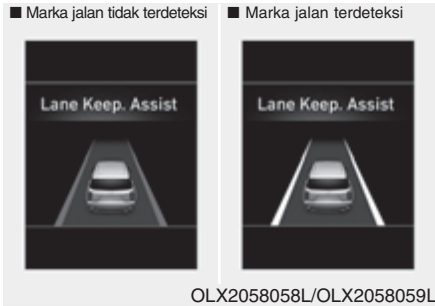 ■ Marka jalan tidak terdeteksi
■ Marka jalan terdeteksi
Lane Keep. Assist
Lane Keep. Assist
OLX2058058L/OLX2058059L